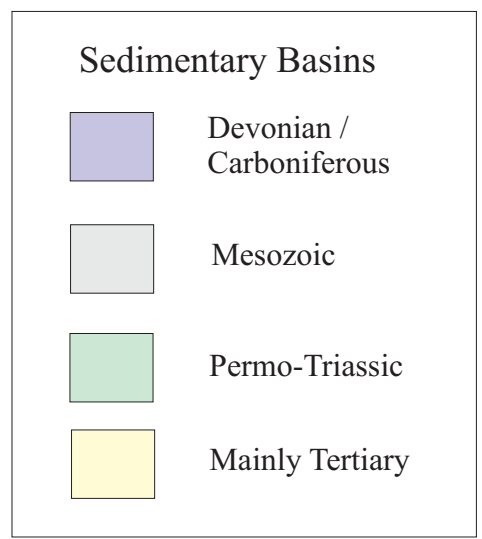 Sedimentary Basins
Devonian /
Carboniferous
Mesozoic
Permo-Triassic
Mainly Tertiary